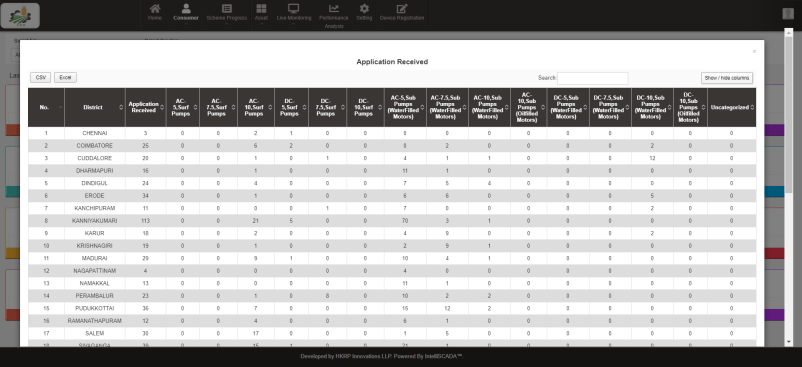 Home Consumer Scheme Progress Asset Live Monitoring Performance Analysis Setting Device Registration
×
Application Received
CSV Excel Search: Show / hide columns
No. District Application Received AC-5,Surf Pumps AC-7.5,Surf Pumps AC-10,Surf Pumps DC-5,Surf Pumps DC-7.5,Surf Pumps DC-10,Surf Pumps AC-5,Sub Pumps (WaterFilled Motors) AC-7.5,Sub Pumps (WaterFilled Motors) AC-10,Sub Pumps (WaterFilled Motors) AC-10,Sub Pumps (Oilfilled Motors) DC-5,Sub Pumps (WaterFilled Motors) DC-7.5,Sub Pumps (WaterFilled Motors) DC-10,Sub Pumps (WaterFilled Motors) DC-10,Sub Pumps (Oilfilled Motors) Uncategorized
1 CHENNAI 3 0 0 2 1 0 0 0 0 0 0 0 0 0 0 0
2 COIMBATORE 25 0 0 6 2 0 0 0 2 0 0 0 0 2 0 0
3 CUDDALORE 20 0 0 1 0 1 0 4 1 1 0 0 0 12 0 0
4 DHARMAPURI 16 0 0 1 0 0 0 11 1 0 0 0 0 0 0 0
5 DINDIGUL 24 0 0 4 0 0 0 7 5 4 0 0 0 0 0 0
6 ERODE 34 0 0 1 0 0 0 6 6 0 0 0 0 5 0 0
7 KANCHIPURAM 11 0 0 0 0 1 0 7 0 0 0 0 0 2 0 0
8 KANNIYAKUMARI 113 0 0 21 5 0 0 70 3 1 0 0 0 0 0 0
9 KARUR 18 0 0 2 0 0 0 4 9 0 0 0 0 2 0 0
10 KRISHNAGIRI 19 0 0 1 0 0 0 2 9 1 0 0 0 0 0 0
11 MADURAI 29 0 0 9 1 0 0 10 4 1 0 0 0 0 0 0
12 NAGAPATTINAM 4 0 0 0 0 0 0 4 0 0 0 0 0 0 0 0
13 NAMAKKAL 13 0 0 0 0 0 0 11 1 0 0 0 0 0 0 0
14 PERAMBALUR 23 0 0 1 0 8 0 10 2 2 0 0 0 0 0 0
15 PUDUKKOTTAI 36 0 0 7 0 0 0 15 12 2 0 0 0 0 0 0
16 RAMANATHAPURAM 12 0 0 4 0 0 0 6 1 0 0 0 0 0 0 0
17 SALEM 30 0 0 17 0 0 0 1 5 0 0 0 0 0 0 0
18 SIVAGANGA 39 0 0 15 1 0 0 21 1 0 0 0 0 0 0 0
Developed by HKRP Innovations LLP. Powered By IntelliSCADA™.